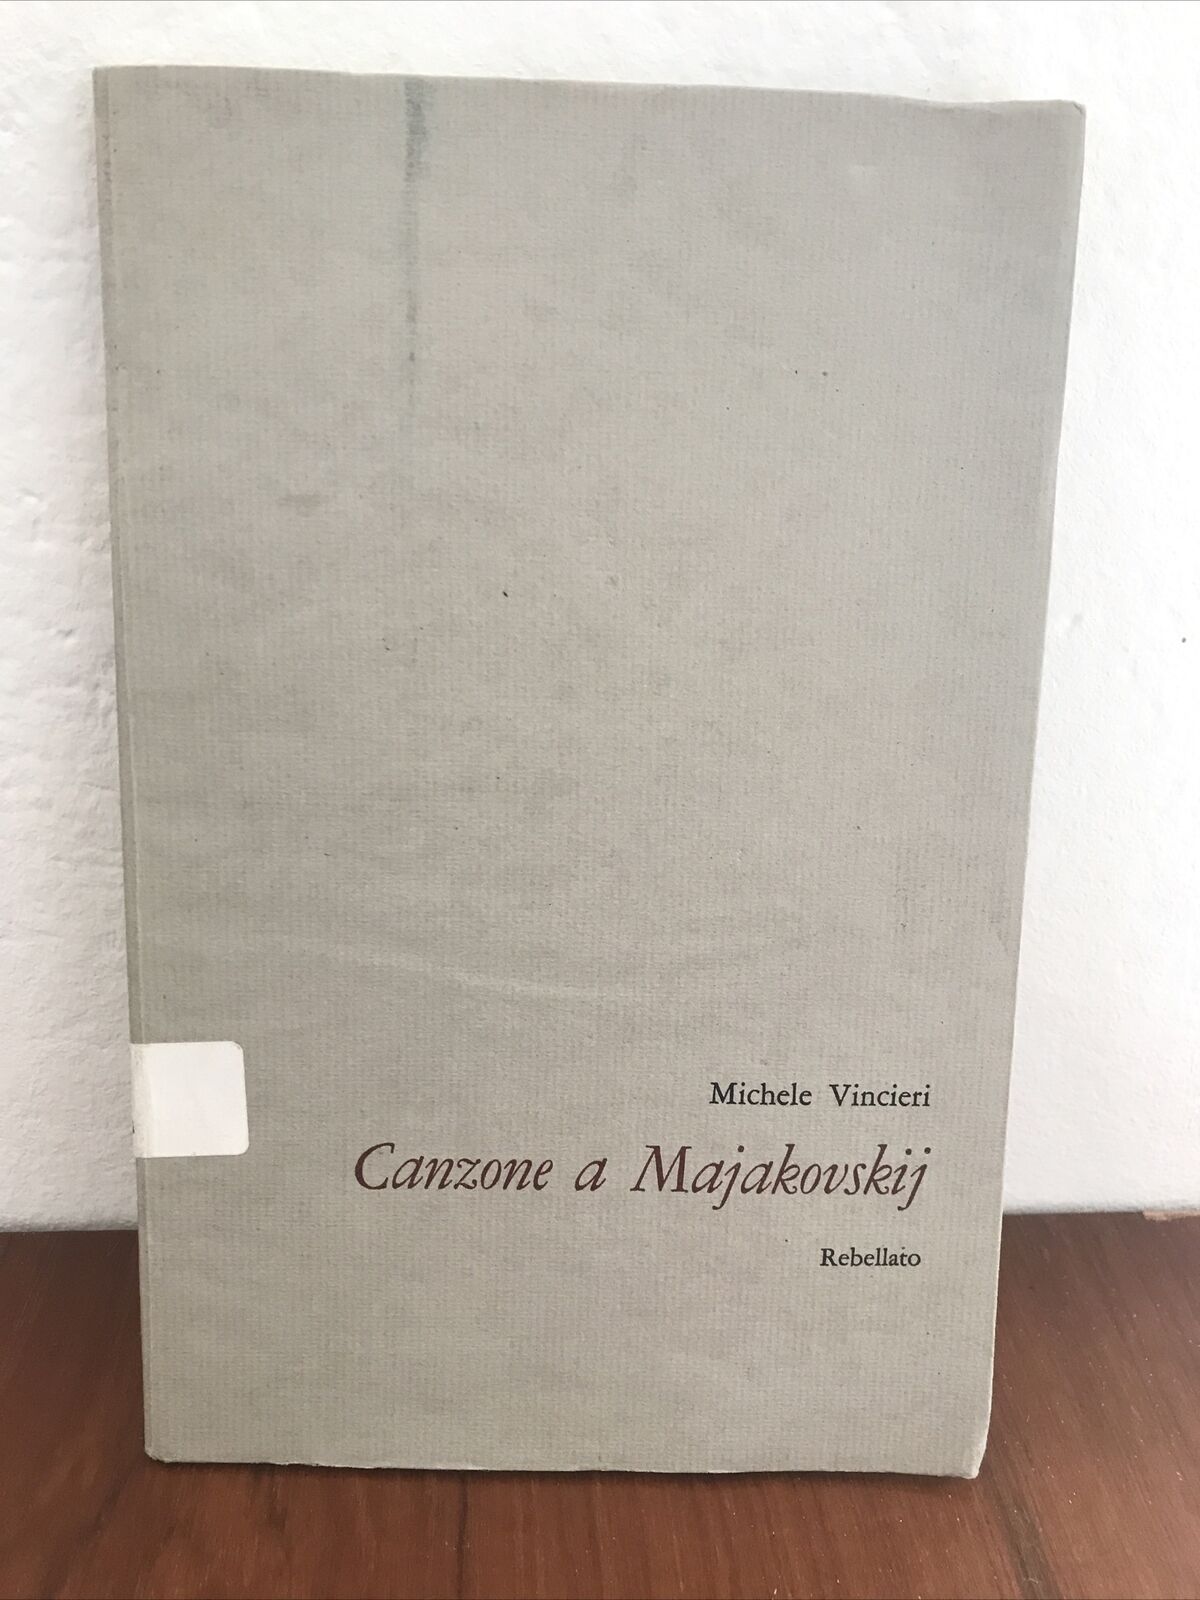 Michele Vincieri
Canzone a Majakovskij
Rebellato